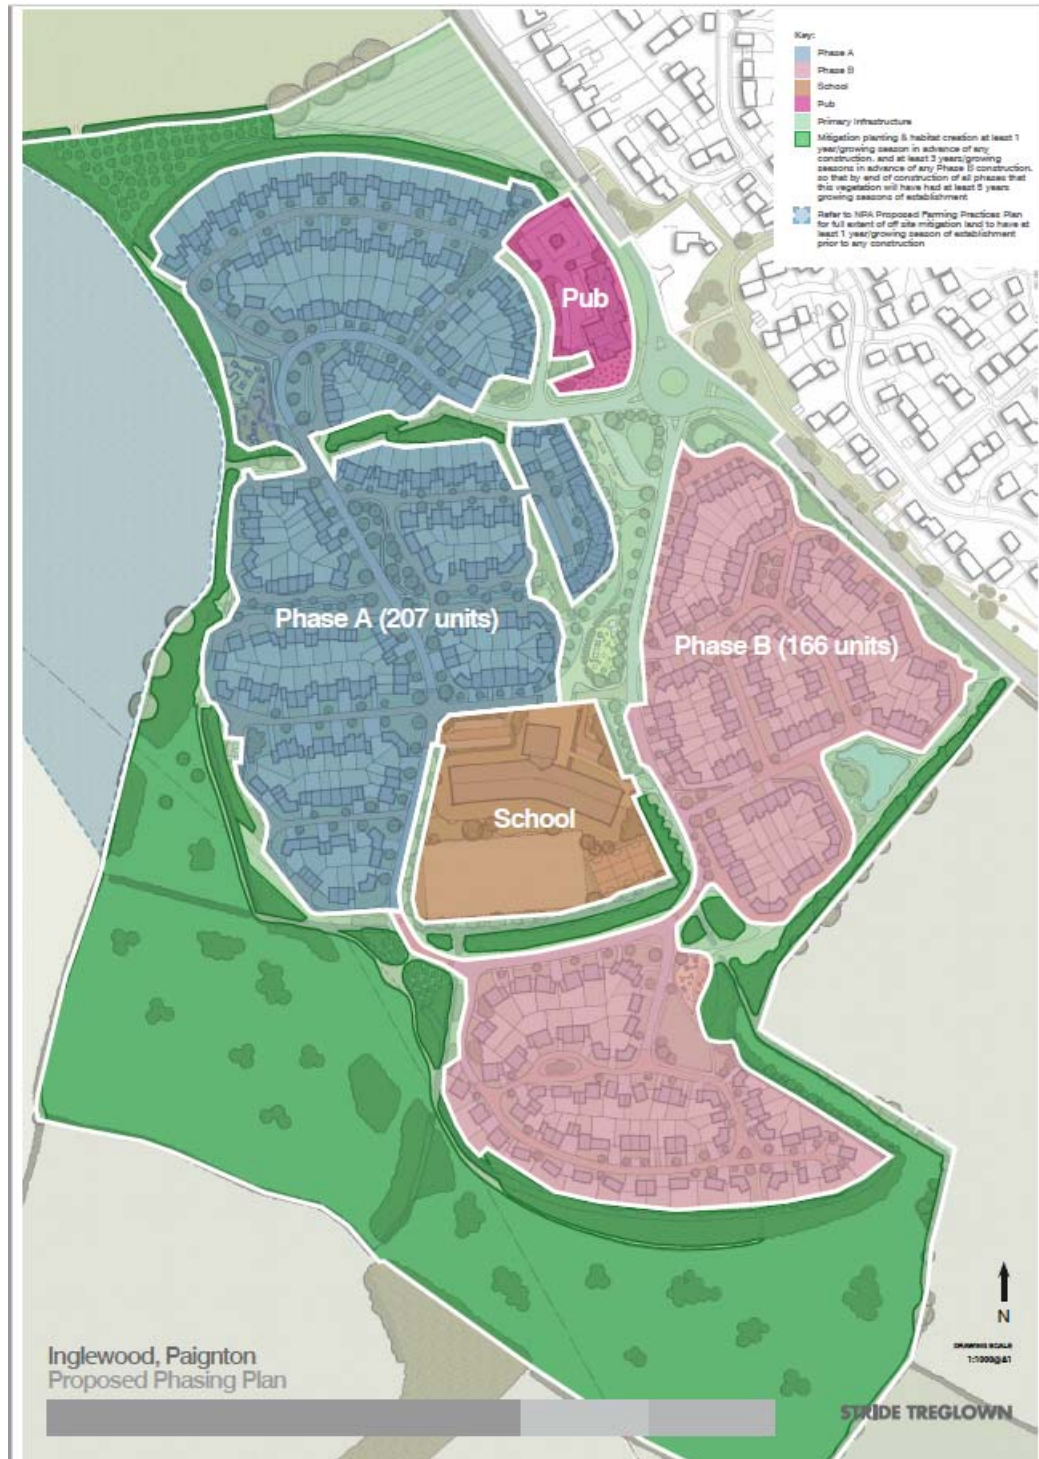 Key:
Phase A
Phase B
School
Pub
Primary Infrastructure
Mitigation planting & habitat creation at least 1
year/growing season in advance of any
construction, and at least 3 years/growing
seasons in advance of any Phase B construction,
so that by end of construction of all phases that
this vegetation will have had at least 5 years
growing seasons of establishment
Refer to NPA Proposed Farming Practices Plan
for full extent of off site mitigation land to have at
least 1 year/growing season of establishment
prior to any construction
Pub
Phase A (207 units)
Phase B (166 units)
School
N
DRAWING SCALE
1:1000@A1
Inglewood, Paignton
Proposed Phasing Plan
STRIDE TREGLOWN